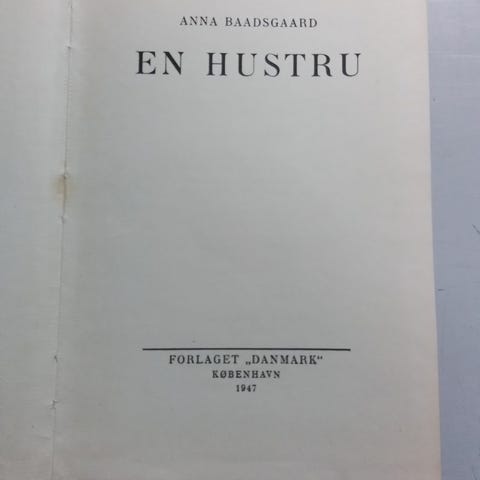 ANNA BAADSGAARD
EN HUSTRU
FORLAGET „DANMARK“
KØBENHAVN
1947